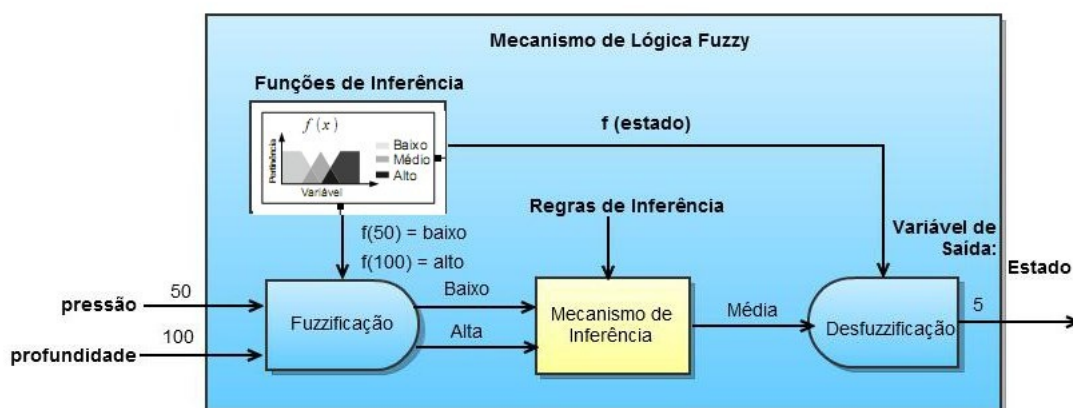 Mecanismo de Lógica Fuzzy
Funções de Inferência
f (x)
Pertinência
Baixo
Médio
Alto
Variável
f (estado)
Regras de Inferência
f(50) = baixo
f(100) = alto
Variável de
Saída:
Estado
pressão
50
profundidade
100
Fuzzificação
Baixo
Alta
Mecanismo de
Inferência
Média
Desfuzzificação
5